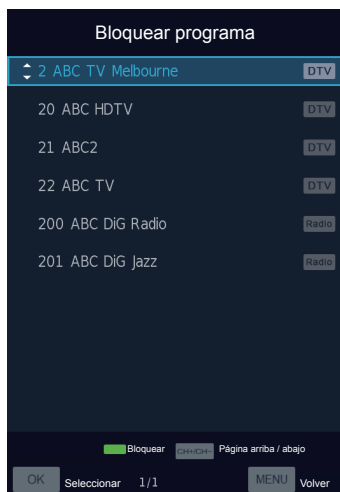 Bloquear programa
2 ABC TV Melbourne DTV
20 ABC HDTV DTV
21 ABC2 DTV
22 ABC TV DTV
200 ABC DiG Radio Radio
201 ABC DiG Jazz Radio
Bloquear CH+/CH- Página arriba / abajo
OK Seleccionar 1/1 MENU Volver